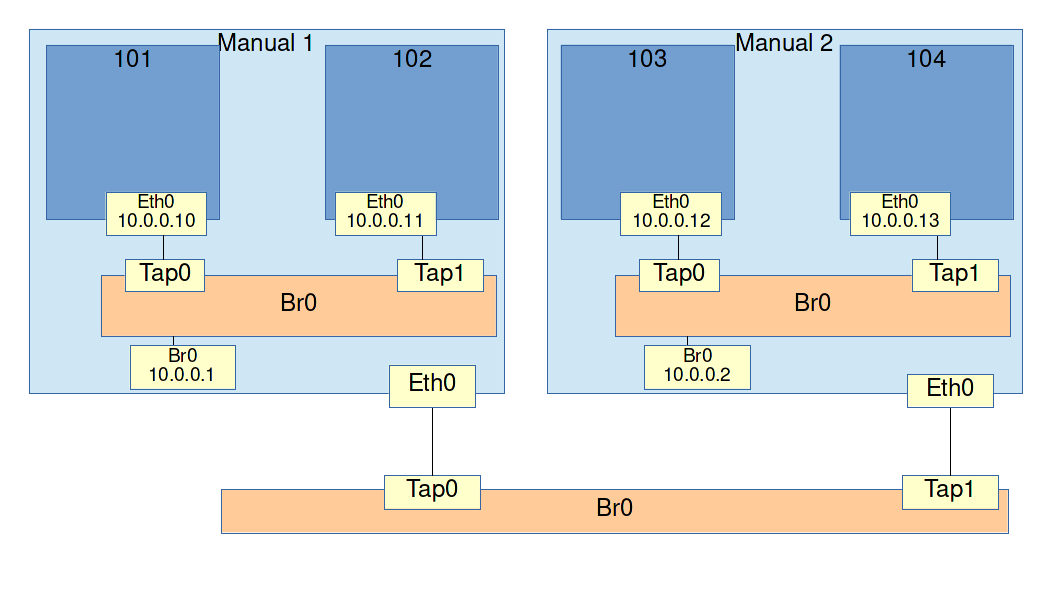 Manual 1
101
102
Eth0
10.0.0.10
Eth0
10.0.0.11
Tap0
Tap1
Br0
Br0
10.0.0.1
Eth0
Manual 2
103
104
Eth0
10.0.0.12
Eth0
10.0.0.13
Tap0
Tap1
Br0
Br0
10.0.0.2
Eth0
Tap0
Tap1
Br0